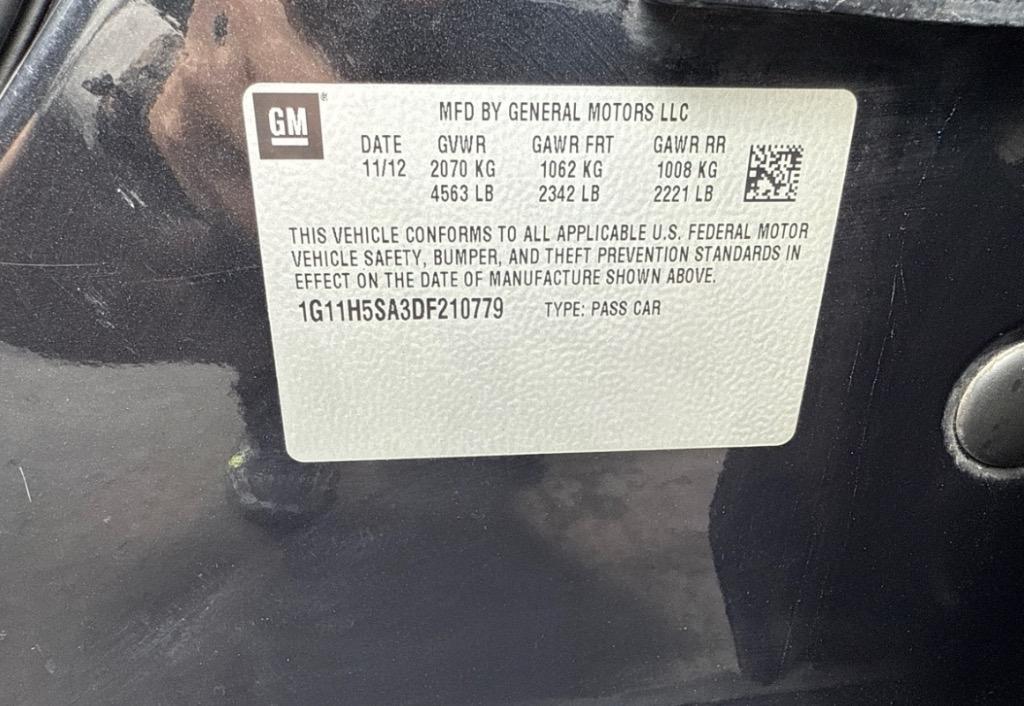 GM ®
MFD BY GENERAL MOTORS LLC
DATE GVWR GAWR FRT GAWR RR
11/12 2070 KG 1062 KG 1008 KG
4563 LB 2342 LB 2221 LB
THIS VEHICLE CONFORMS TO ALL APPLICABLE U.S. FEDERAL MOTOR
VEHICLE SAFETY, BUMPER, AND THEFT PREVENTION STANDARDS IN
EFFECT ON THE DATE OF MANUFACTURE SHOWN ABOVE.
1G11H5SA3DF210779 TYPE: PASS CAR